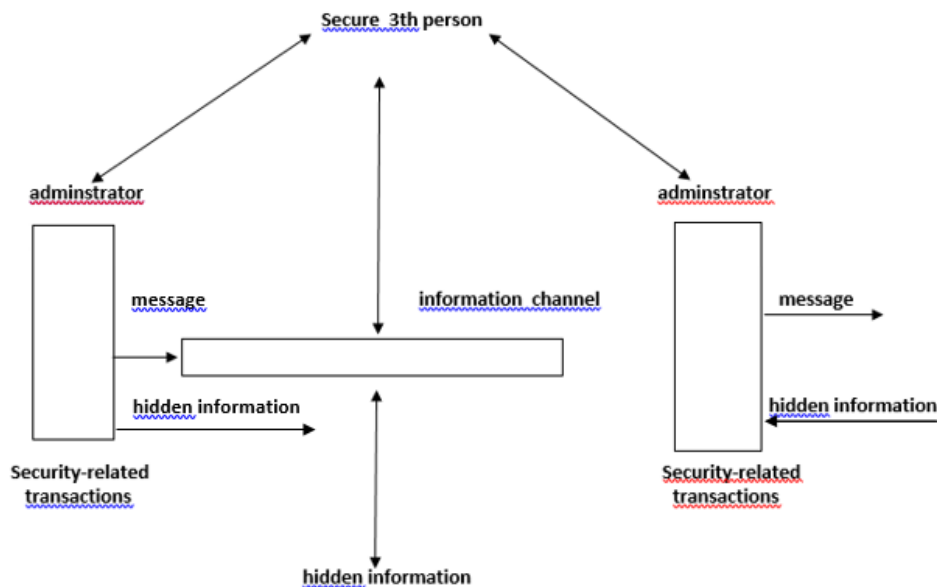 Secure 3th person
adminstrator
adminstrator
message
information channel
message
hidden information
hidden information
Security-related
transactions
Security-related
transactions
hidden information